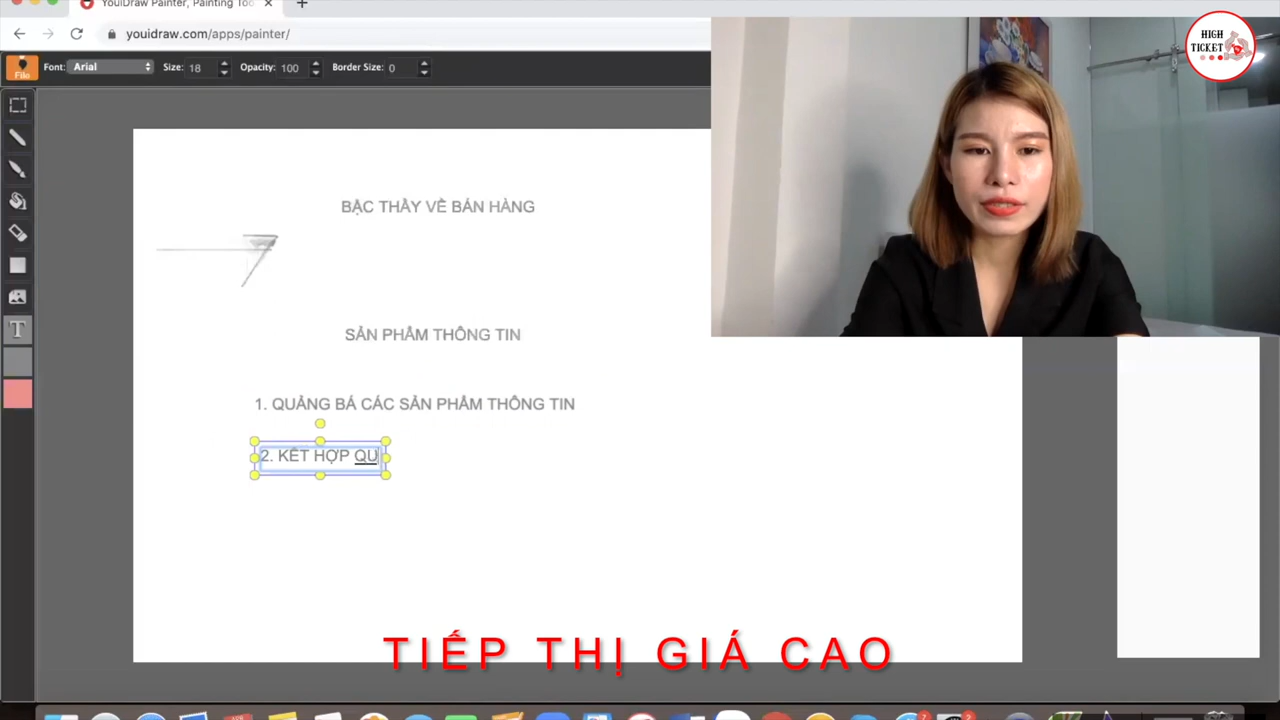 YouiDraw Painter, Painting Too
youidraw.com/apps/painter/
HIGH
TICKET
File
Font: Arial Size: 18 Opacity: 100 Border Size: 0
T
BẬC THẦY VỀ BÁN HÀNG
SẢN PHẨM THÔNG TIN
1. QUẢNG BÁ CÁC SẢN PHẨM THÔNG TIN
2. KẾT HỢP QU
TIẾP THỊ GIÁ CAO